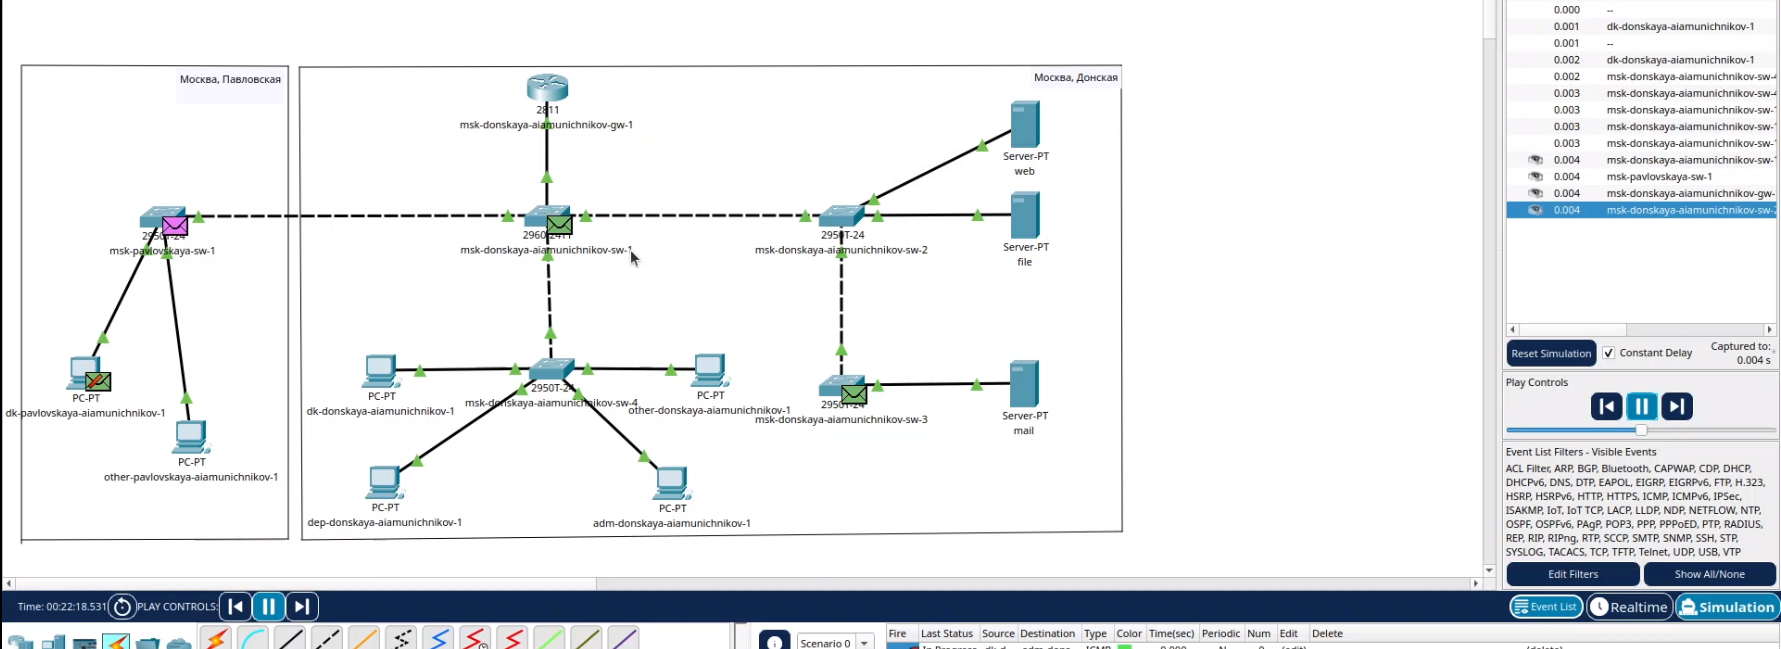 Москва, Павловская
Москва, Донская
2811
msk-donskaya-aiamunichnikov-gw-1
Server-PT
web
2950T-24
msk-pavlovskaya-sw-1
msk-donskaya-aiamunichnikov-sw-1
2950T-24
msk-donskaya-aiamunichnikov-sw-2
Server-PT
file
PC-PT
dk-pavlovskaya-aiamunichnikov-1
PC-PT
other-pavlovskaya-aiamunichnikov-1
PC-PT
dk-donskaya-aiamunichnikov-1
2950T-24
msk-donskaya-aiamunichnikov-sw-4
PC-PT
other-donskaya-aiamunichnikov-1
2950T-24
msk-donskaya-aiamunichnikov-sw-3
Server-PT
mail
PC-PT
dep-donskaya-aiamunichnikov-1
PC-PT
adm-donskaya-aiamunichnikov-1
0.000 --
0.001 dk-donskaya-aiamunichnikov-1
0.001 --
0.002 dk-donskaya-aiamunichnikov-1
0.002 msk-donskaya-aiamunichnikov-sw-4
0.003 msk-donskaya-aiamunichnikov-sw-4
0.003 msk-donskaya-aiamunichnikov-sw-1
0.003 msk-donskaya-aiamunichnikov-sw-1
0.003 msk-donskaya-aiamunichnikov-sw-1
0.004 msk-donskaya-aiamunichnikov-sw-1
0.004 msk-pavlovskaya-sw-1
0.004 msk-donskaya-aiamunichnikov-gw-
0.004 msk-donskaya-aiamunichnikov-sw-2
Reset Simulation
Constant Delay
Captured to:
0.004 s
Play Controls
Event List Filters - Visible Events
ACL Filter, ARP, BGP, Bluetooth, CAPWAP, CDP, DHCP,
DHCPv6, DNS, DTP, EAPOL, EIGRP, EIGRPv6, FTP, H.323,
HSRP, HSRPv6, HTTP, HTTPS, ICMP, ICMPv6, IPSec,
ISAKMP, IoT, IoT TCP, LACP, LLDP, NDP, NETFLOW, NTP,
OSPF, OSPFv6, PAgP, POP3, PPP, PPPoED, PTP, RADIUS,
REP, RIP, RIPng, RTP, SCCP, SMTP, SNMP, SSH, STP,
SYSLOG, TACACS, TCP, TFTP, Telnet, UDP, USB, VTP
Edit Filters
Show All/None
Time: 00:22:18.531
PLAY CONTROLS:
Event List
Realtime
Simulation
Scenario 0
Fire Last Status Source Destination Type Color Time(sec) Periodic Num Edit Delete